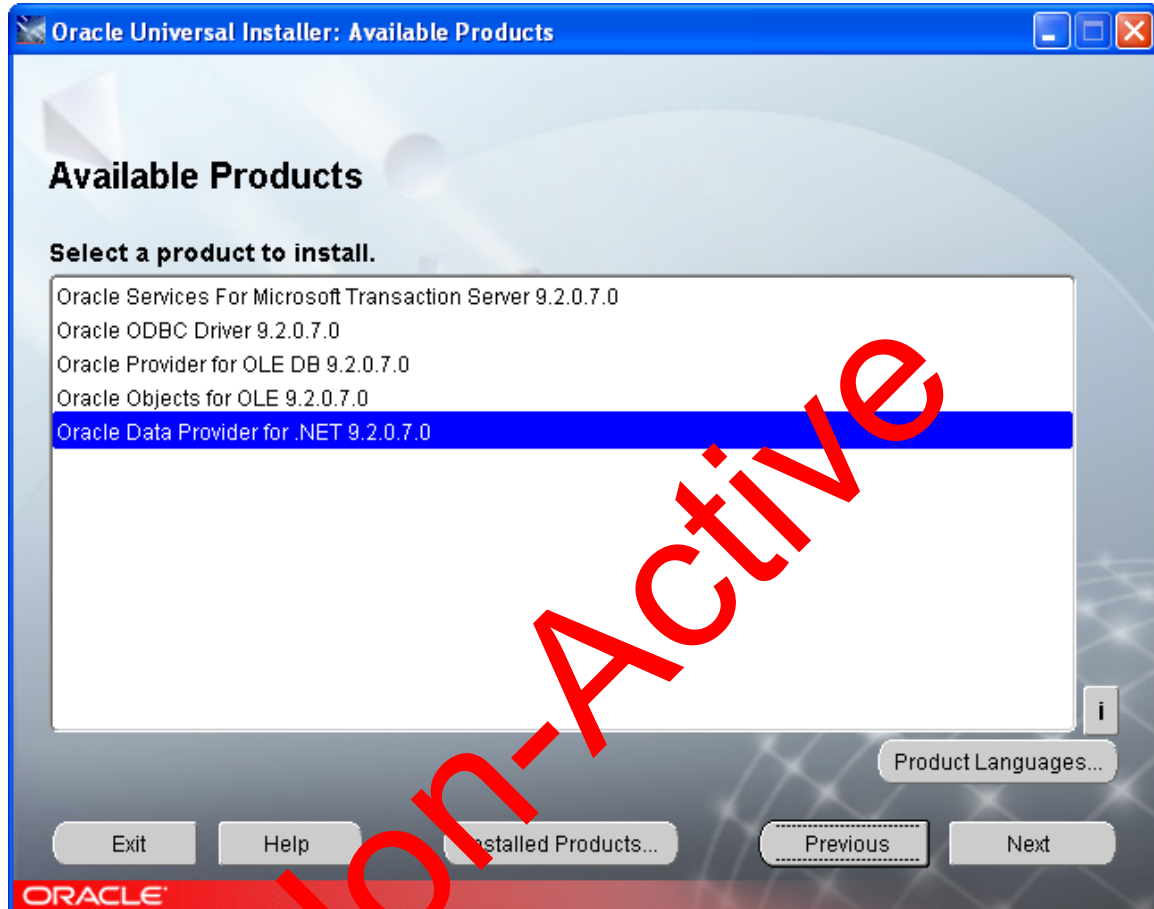 Oracle Universal Installer: Available Products
Available Products
Select a product to install.
Oracle Services For Microsoft Transaction Server 9.2.0.7.0
Oracle ODBC Driver 9.2.0.7.0
Oracle Provider for OLE DB 9.2.0.7.0
Oracle Objects for OLE 9.2.0.7.0
Oracle Data Provider for .NET 9.2.0.7.0
i
Product Languages...
Exit
Help
Products...
Previous
Next
ORACLE
on-Active